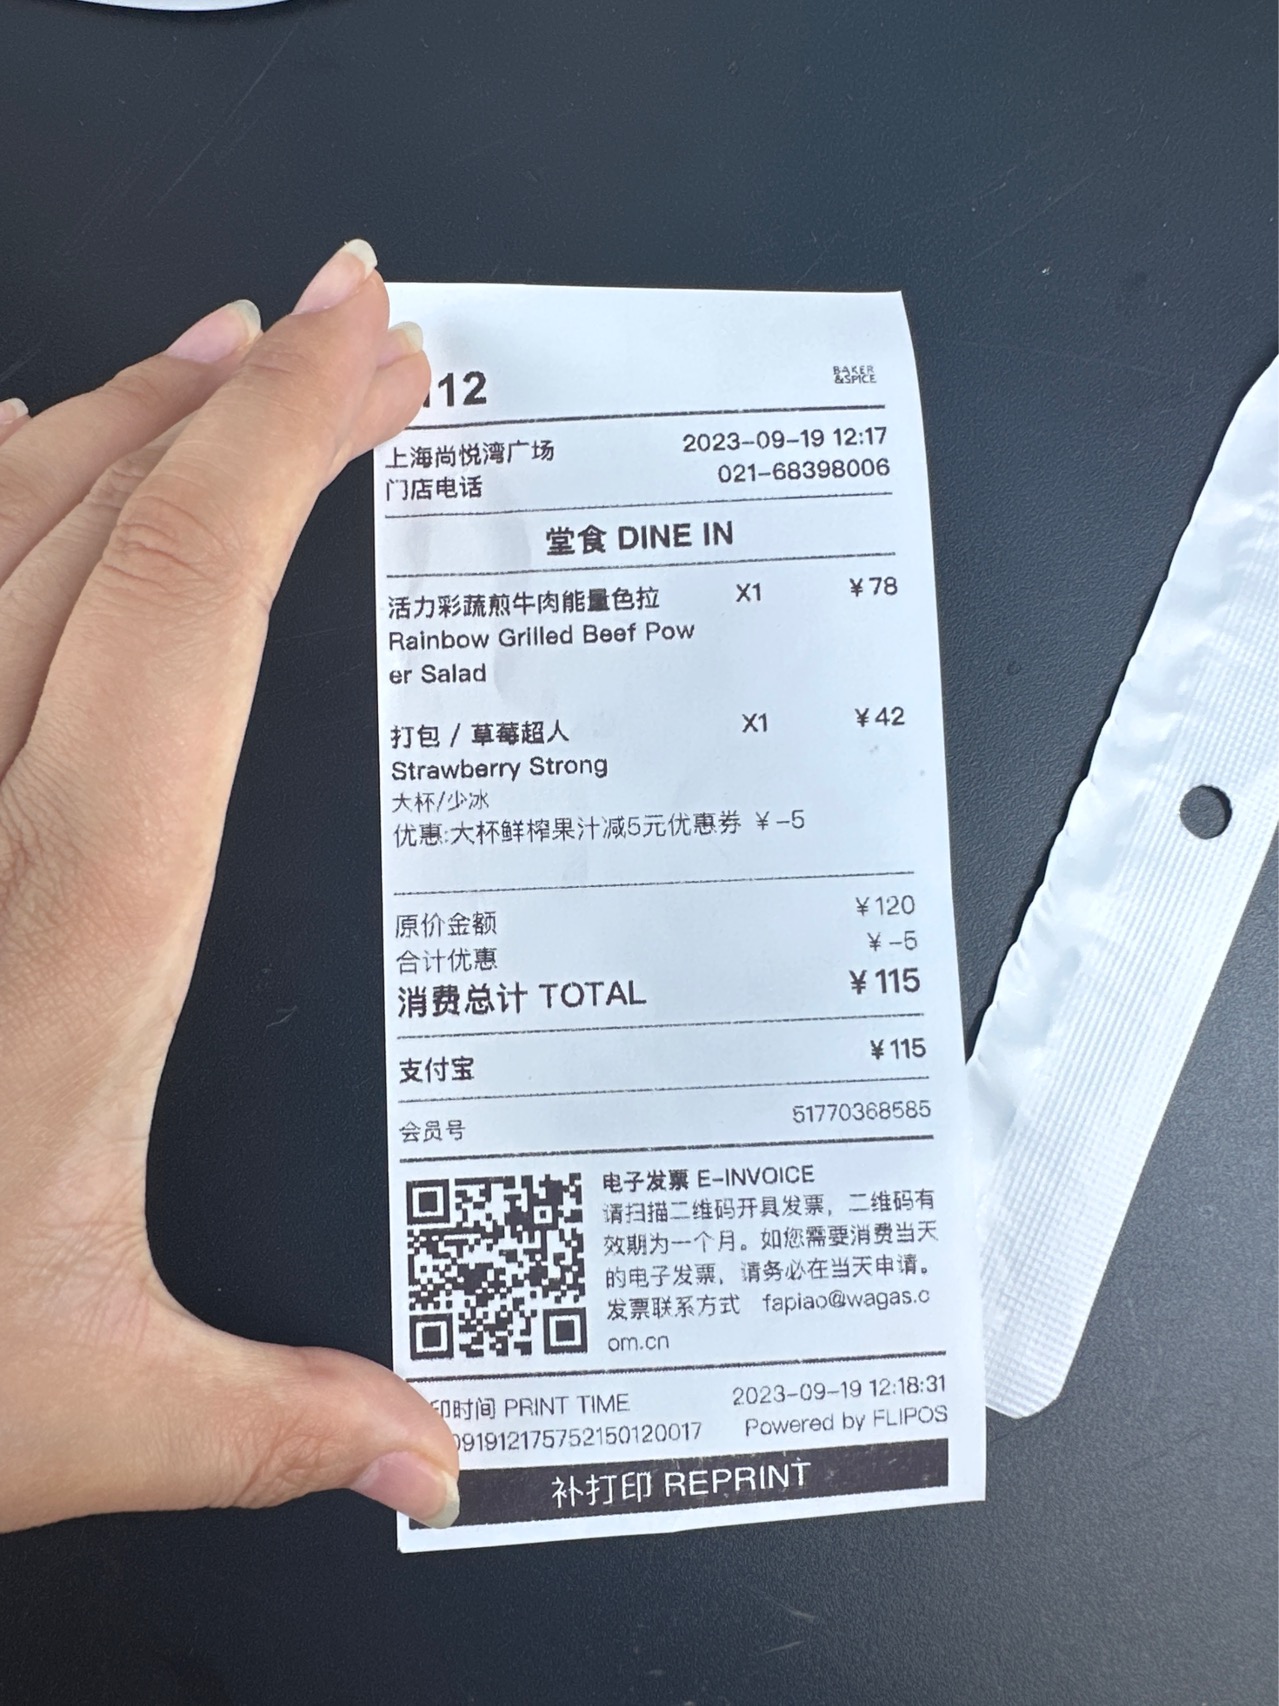 12
BAKER
&SPICE
上海尚悦湾广场 2023-09-19 12:17
门店电话 021-68398006
堂食 DINE IN
活力彩蔬煎牛肉能量色拉 X1 ¥78
Rainbow Grilled Beef Pow
er Salad
打包 / 草莓超人 X1 ¥42
Strawberry Strong
大杯/少冰
优惠:大杯鲜榨果汁减5元优惠券 ¥-5
原价金额 ¥120
合计优惠 ¥-5
消费总计 TOTAL ¥115
支付宝 ¥115
会员号 51770368585
电子发票 E-INVOICE
请扫描二维码开具发票，二维码有
效期为一个月。如您需要消费当天
的电子发票，请务必在当天申请。
发票联系方式 fapiao@wagas.c
om.cn
印时间 PRINT TIME 2023-09-19 12:18:31
091912175752150120017 Powered by FLIPOS
补打印 REPRINT